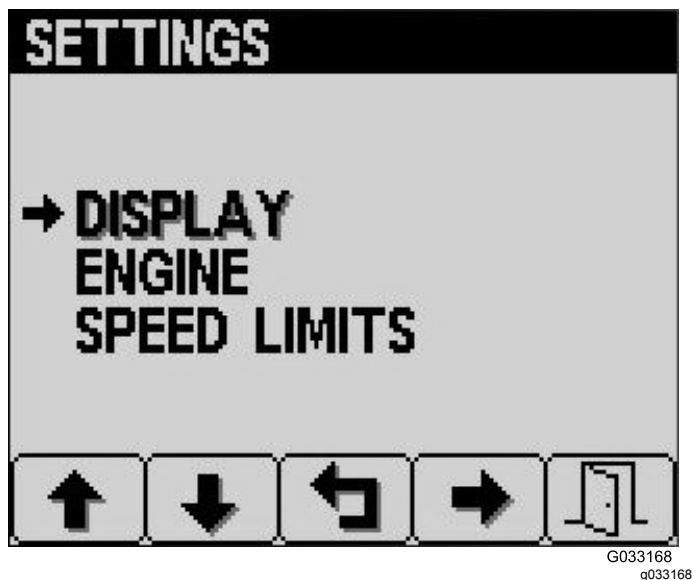 SETTINGS
DISPLAY
ENGINE
SPEED LIMITS
G033168
g033168